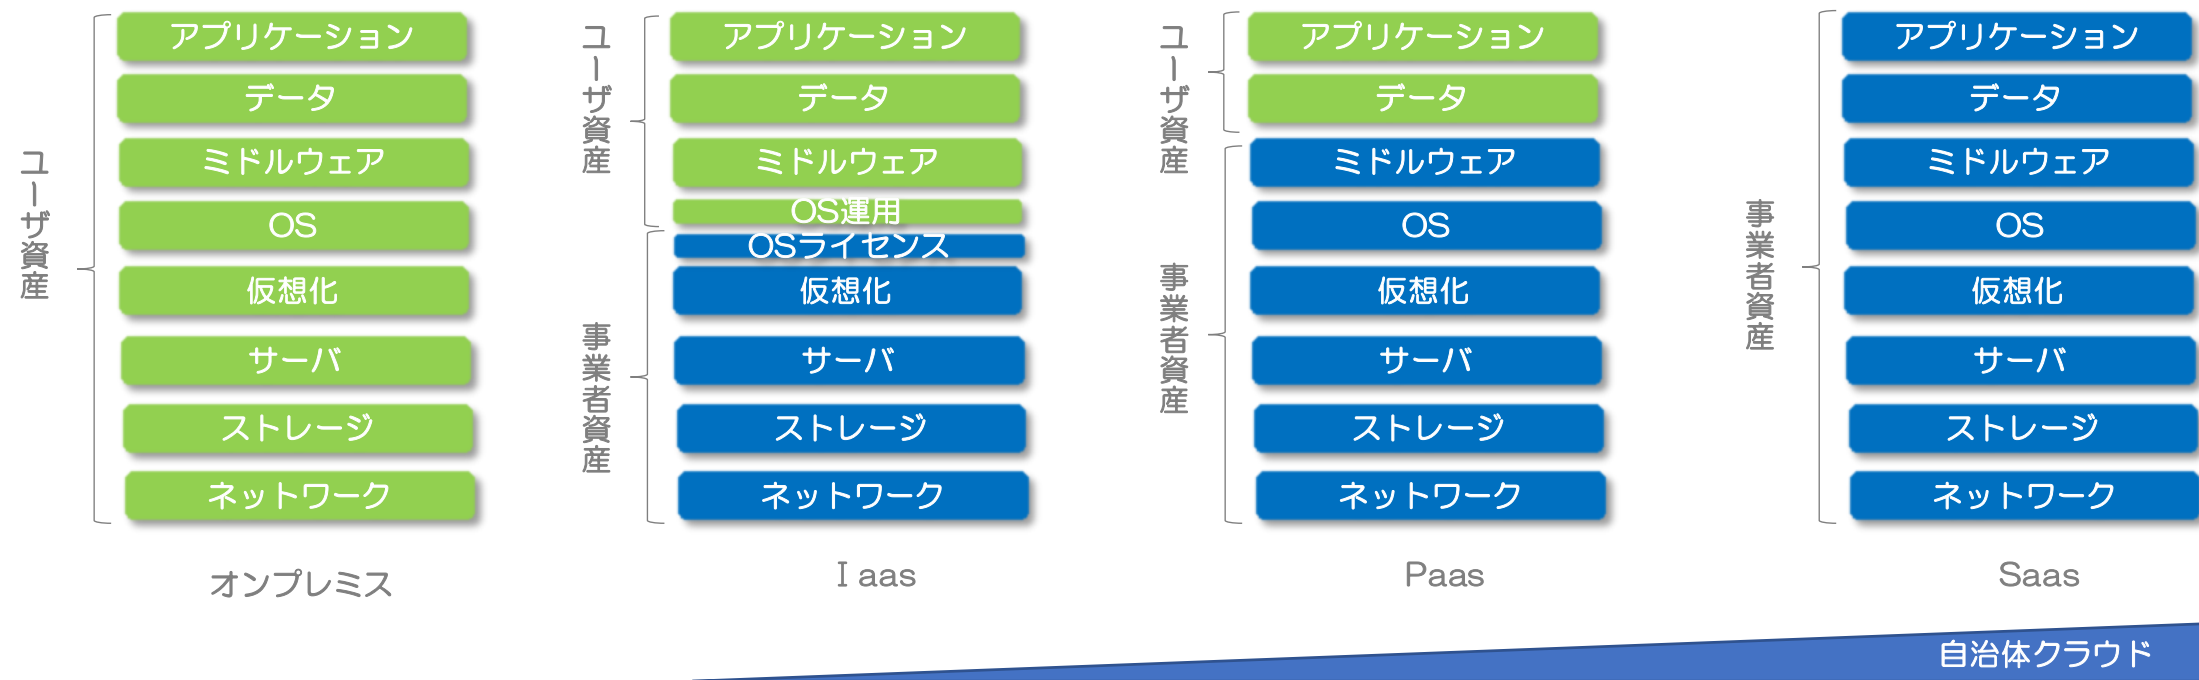 ユーザ資産
アプリケーション
データ
ミドルウェア
OS
仮想化
サーバ
ストレージ
ネットワーク
オンプレミス
ユーザ資産
事業者資産
アプリケーション
データ
ミドルウェア
OS運用
OSライセンス
仮想化
サーバ
ストレージ
ネットワーク
I aas
ユーザ資産
事業者資産
アプリケーション
データ
ミドルウェア
OS
仮想化
サーバ
ストレージ
ネットワーク
Paas
事業者資産
アプリケーション
データ
ミドルウェア
OS
仮想化
サーバ
ストレージ
ネットワーク
Saas
自治体クラウド